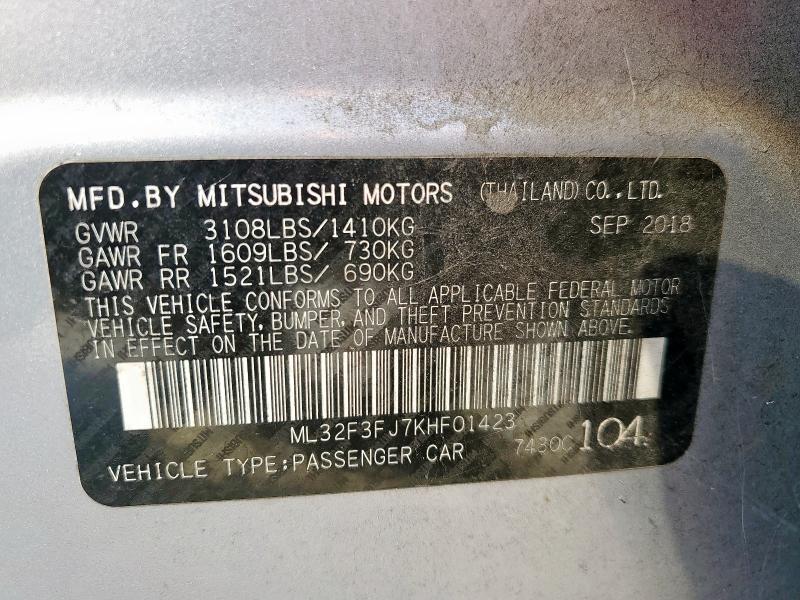 MFD.BY MITSUBISHI MOTORS (THAILAND) CO.,LTD.
GVWR 3108LBS/1410KG SEP 2018
GAWR FR 1609LBS/ 730KG
GAWR RR 1521LBS/ 690KG
THIS VEHICLE CONFORMS TO ALL APPLICABLE FEDERAL MOTOR
VEHICLE SAFETY, BUMPER, AND THEFT PREVENTION STANDARDS
IN EFFECT ON THE DATE OF MANUFACTURE SHOWN ABOVE.
ML32F3FJ7KHF01423
VEHICLE TYPE:PASSENGER CAR 7430C 104